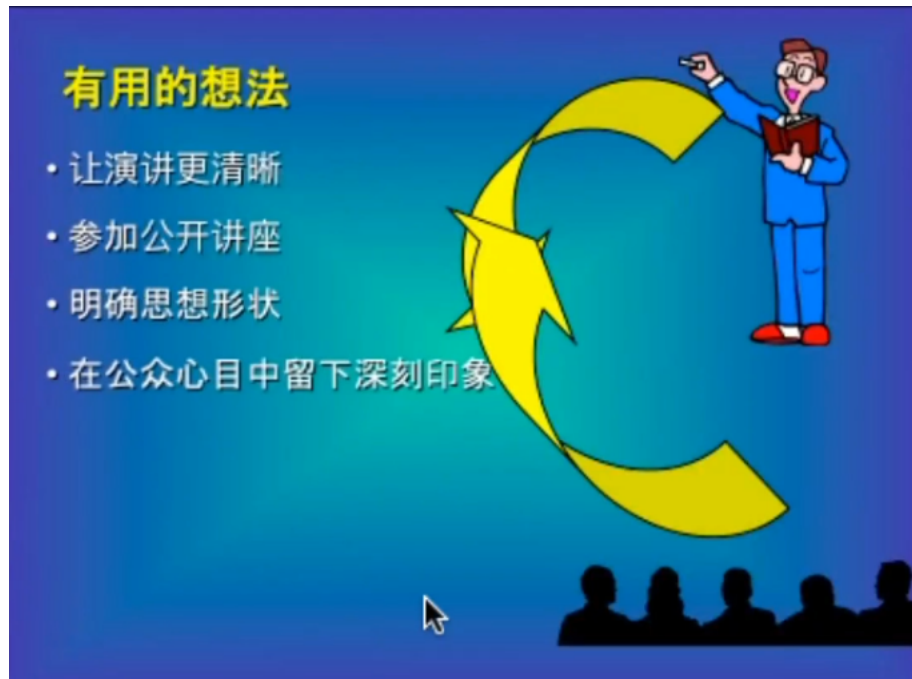 有用的想法
• 让演讲更清晰
• 参加公开讲座
• 明确思想形状
• 在公众心目中留下深刻印象